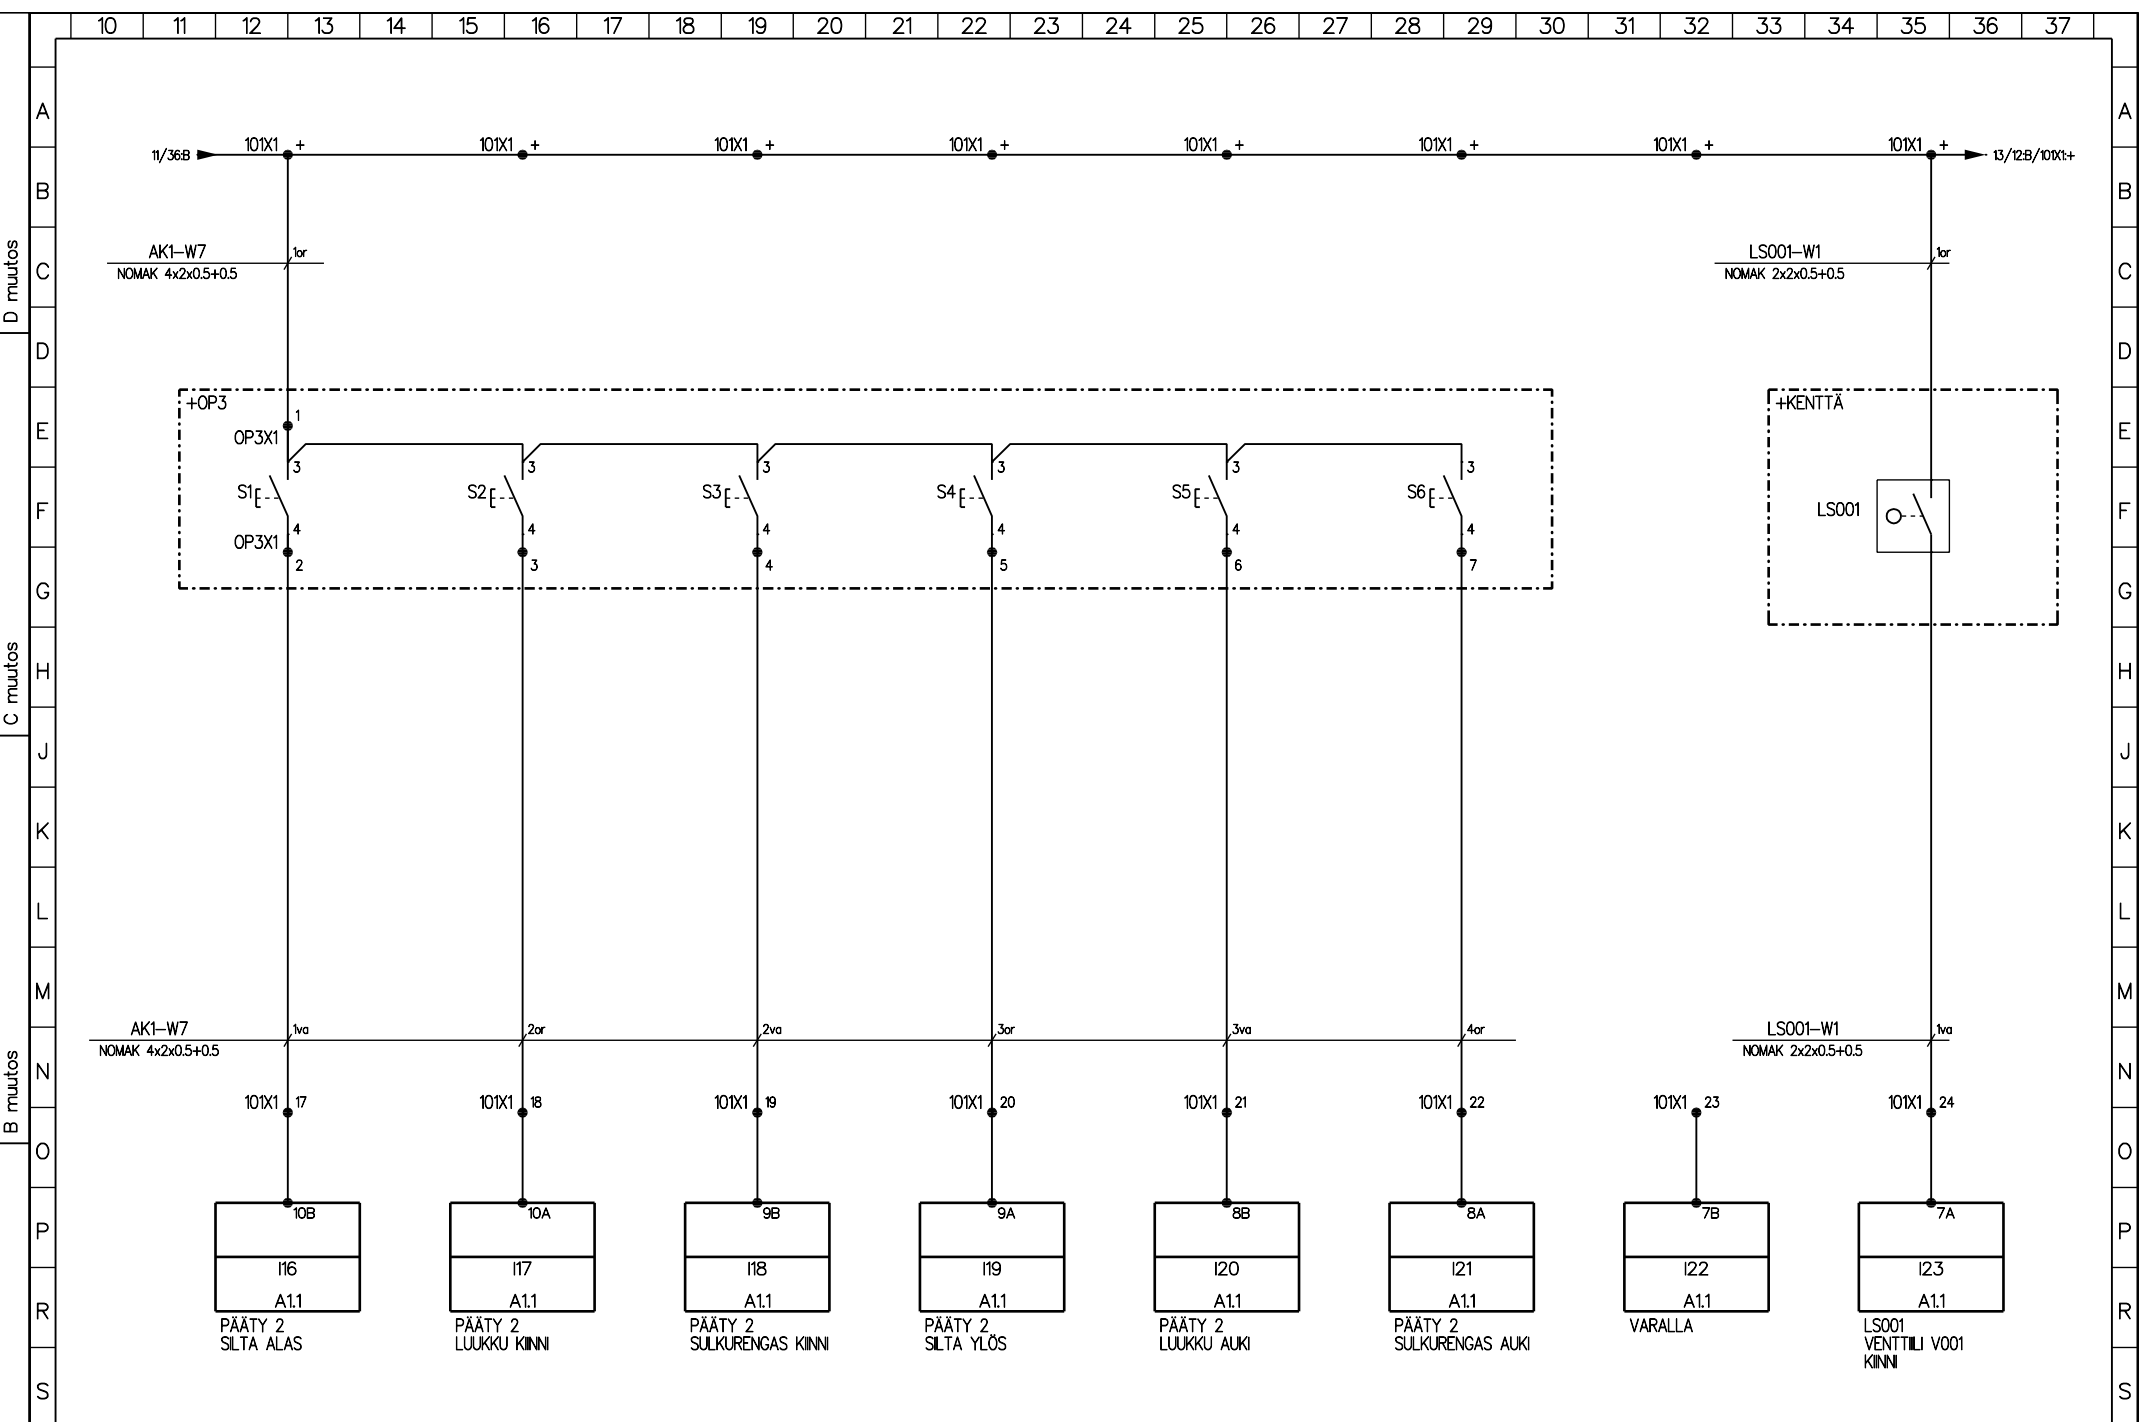 10 11 12 13 14 15 16 17 18 19 20 21 22 23 24 25 26 27 28 29 30 31 32 33 34 35 36 37
A A
101X1 + 101X1 + 101X1 + 101X1 + 101X1 + 101X1 + 101X1 + 101X1 +
11/36:B 13/12:B/101X1:+
B B
D muutos
AK1-W7 1or LS001-W1 1or
C C
NOMAK 4x2x0.5+0.5 NOMAK 2x2x0.5+0.5
D D
+OP3 +KENTTÄ
1
E E
OP3X1
3 3 3 3 3 3
S1 S2 S3 S4 S5 S6
F LS001 F
4 4 4 4 4 4
OP3X1
2 3 4 5 6 7
G G
C muutos
H H
J J
K K
L L
M M
AK1-W7 1va 2or 2va 3or 3va 4or LS001-W1 1va
NOMAK 4x2x0.5+0.5 NOMAK 2x2x0.5+0.5
B muutos
N N
101X1 17 101X1 18 101X1 19 101X1 20 101X1 21 101X1 22 101X1 23 101X1 24
O O
10B 10A 9B 9A 8B 8A 7B 7A
P P
I16 I17 I18 I19 I20 I21 I22 I23
A1.1 A1.1 A1.1 A1.1 A1.1 A1.1 A1.1 A1.1
R R
PÄÄTY 2
SILTA ALAS
PÄÄTY 2
LUUKKU KIINNI
PÄÄTY 2
SULKURENGAS KIINNI
PÄÄTY 2
SILTA YLÖS
PÄÄTY 2
LUUKKU AUKI
PÄÄTY 2
SULKURENGAS AUKI
VARALLA
LS001
VENTTIILI V001
KIINNI
S S